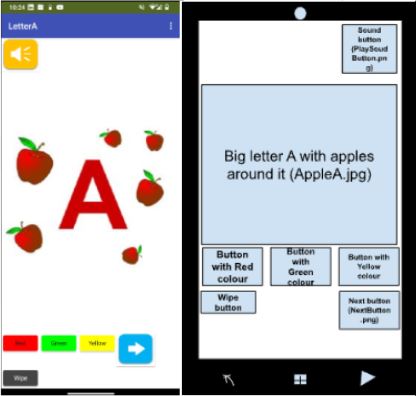 10:24
LetterA
A
Red
Green
Yellow
Wipe
Sound
button
(PlaySoud
Button.pn
g)
Big letter A with apples
around it (AppleA.jpg)
Button
with Red
colour
Button
with
Green
colour
Button with
Yellow
colour
Wipe
button
Next button
(NextButton
.png)